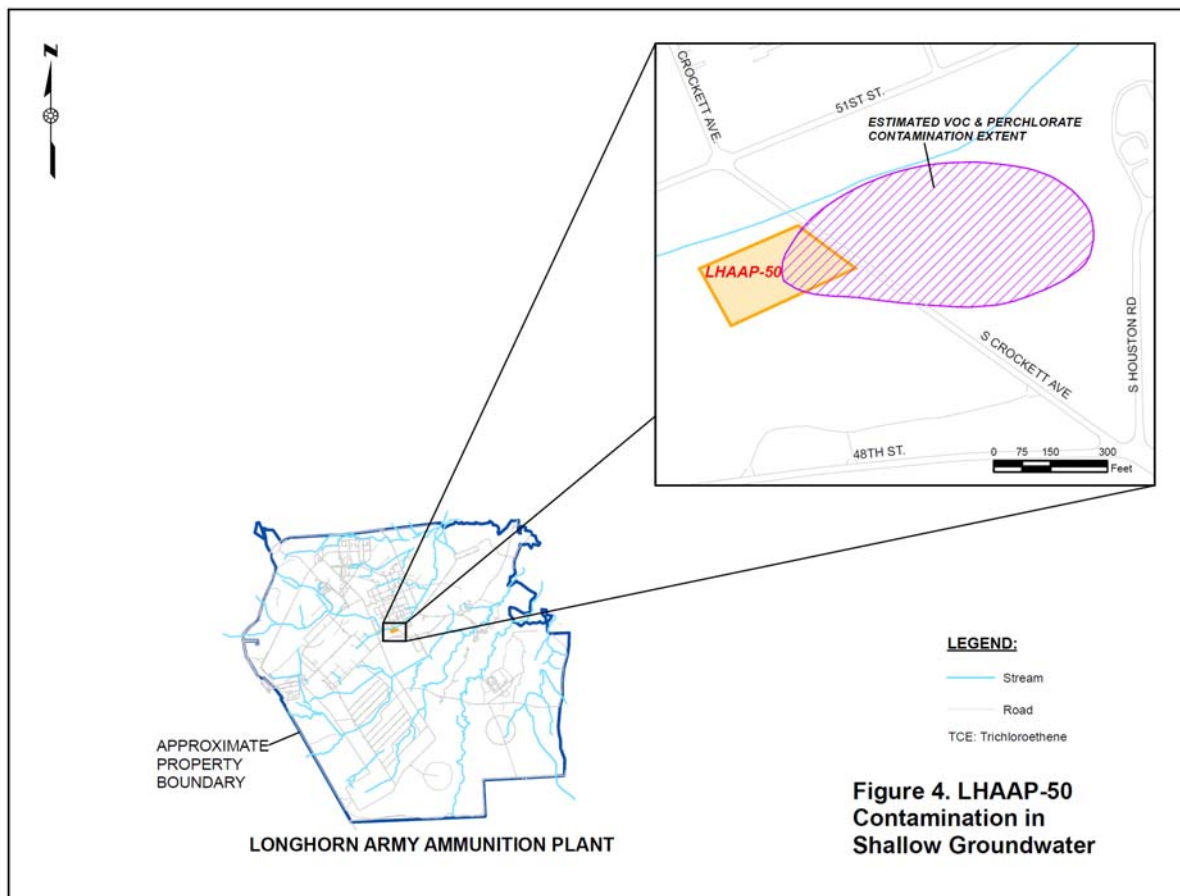 N
CROCKETT AVE.
51ST ST.
ESTIMATED VOC & PERCHLORATE
CONTAMINATION EXTENT
LHAAP-50
S CROCKETT AVE
S HOUSTON RD
48TH ST.
0 75 150 300
Feet
APPROXIMATE
PROPERTY
BOUNDARY
LONGHORN ARMY AMMUNITION PLANT
LEGEND:
Stream
Road
TCE: Trichloroethene
Figure 4. LHAAP-50
Contamination in
Shallow Groundwater